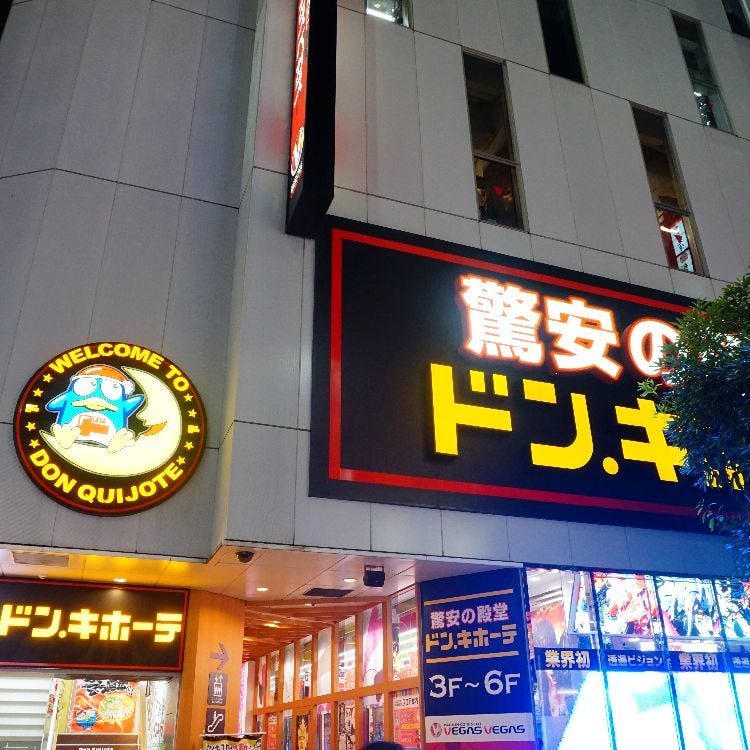 WELCOME TO
DON QUIJOTE
驚安の
ドン.キ
ドン.キホーテ
驚安の殿堂
ドン.キホーテ
3F～6F
VEGAS VEGAS
業界初
業界初